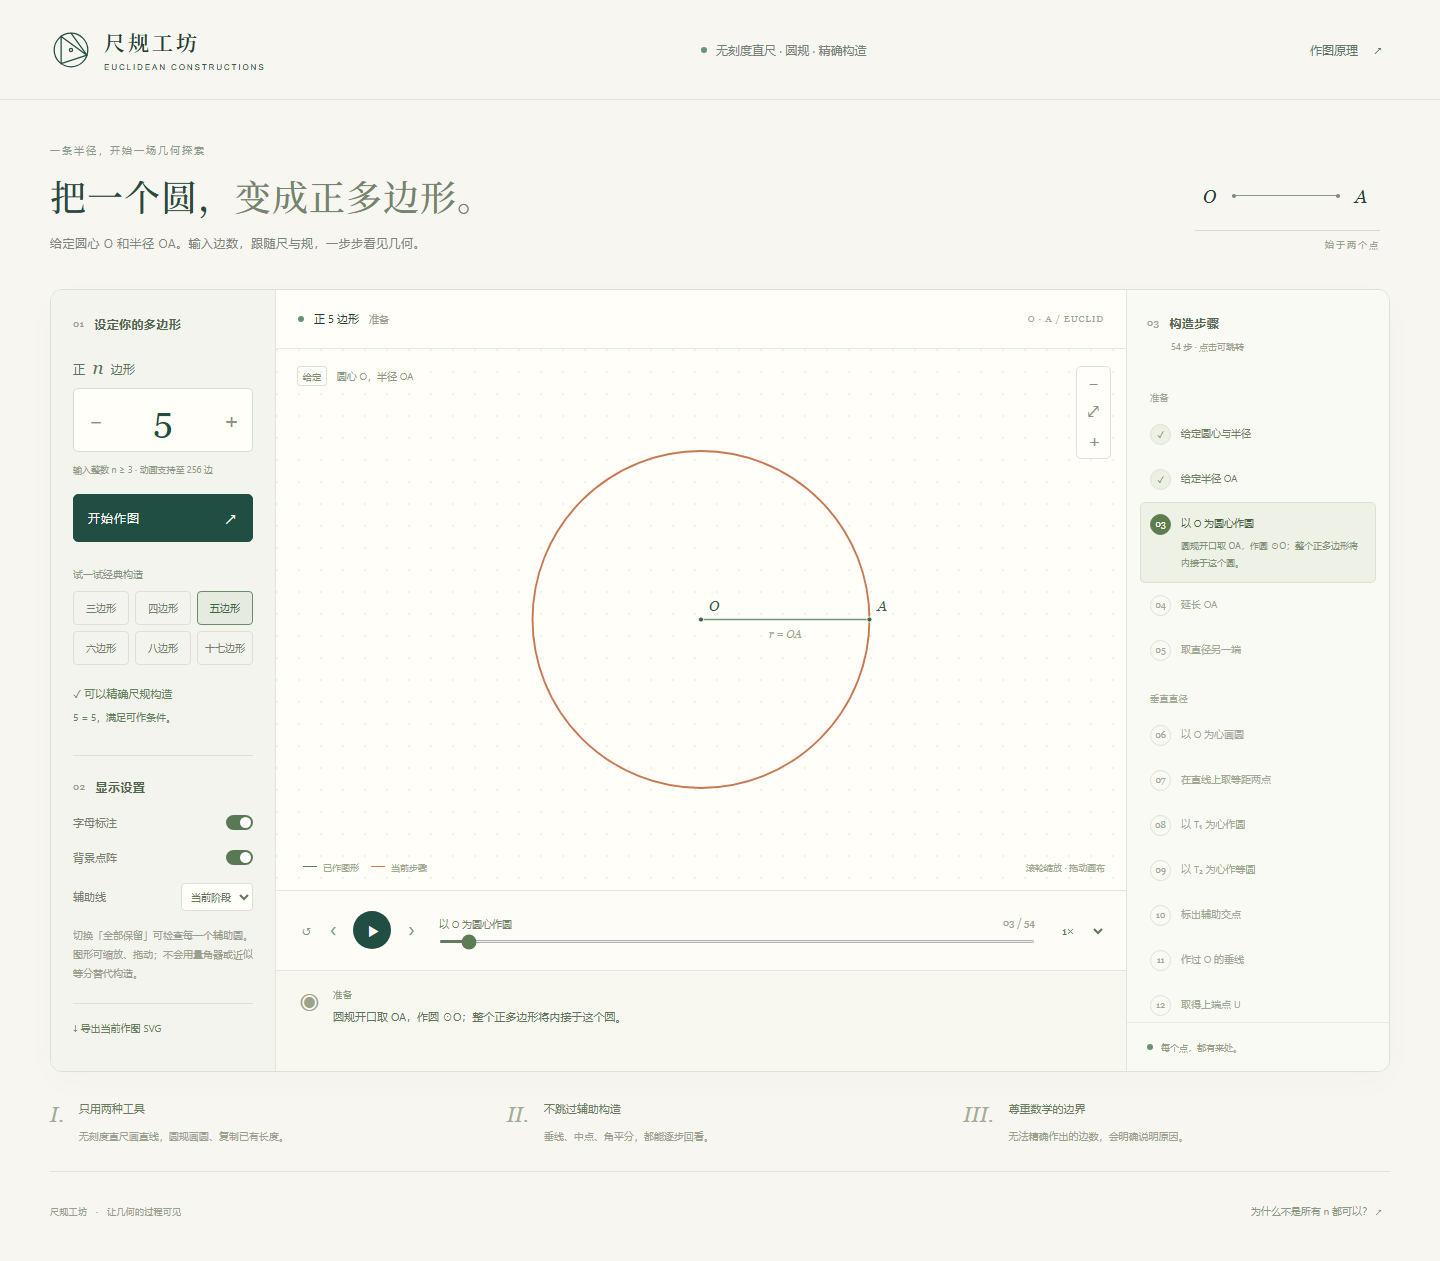 尺规工坊
EUCLIDEAN CONSTRUCTIONS
无刻度直尺 · 圆规 · 精确构造
作图原理 ↗
一条半径，开始一场几何探索
把一个圆，变成正多边形。
给定圆心 O 和半径 OA。输入边数，跟随尺与规，一步步看见几何。
O A
始于两个点
01 设定你的多边形
正 n 边形
− 5 +
输入整数 n ≥ 3 · 动画支持至 256 边
开始作图 ↗
试一试经典构造
三边形 四边形 五边形
六边形 八边形 十七边形
✓ 可以精确尺规构造
5 = 5，满足可作条件。
02 显示设置
字母标注
背景点阵
辅助线 当前阶段
切换「全部保留」可检查每一个辅助圆。
图形可缩放、拖动；不会用量角器或近似
等分替代构造。
↓ 导出当前作图 SVG
正 5 边形 准备
O · A / EUCLID
给定 圆心 O，半径 OA
−
⤢
+
O
A
r = OA
已作图形 当前步骤
滚轮缩放 · 拖动画布
↺ ‹ ▶ ›
以 O 为圆心作圆
03 / 54
1×
准备
圆规开口取 OA，作圆 ⊙O；整个正多边形将内接于这个圆。
03 构造步骤
54 步 · 点击可跳转
准备
✓ 给定圆心与半径
✓ 给定半径 OA
03 以 O 为圆心作圆
圆规开口取 OA，作圆 ⊙O；整个正多边形将
内接于这个圆。
04 延长 OA
05 取直径另一端
垂直直径
06 以 O 为心画圆
07 在直线上取等距两点
08 以 T₁ 为心作圆
09 以 T₂ 为心作等圆
10 标出辅助交点
11 作过 O 的垂线
12 取得上端点 U
每个点，都有来处。
I. 只用两种工具
无刻度直尺画直线，圆规画圆、复制已有长度。
II. 不跳过辅助构造
垂线、中点、角平分，都能逐步回看。
III. 尊重数学的边界
无法精确作出的边数，会明确说明原因。
尺规工坊 · 让几何的过程可见
为什么不是所有 n 都可以？ ↗